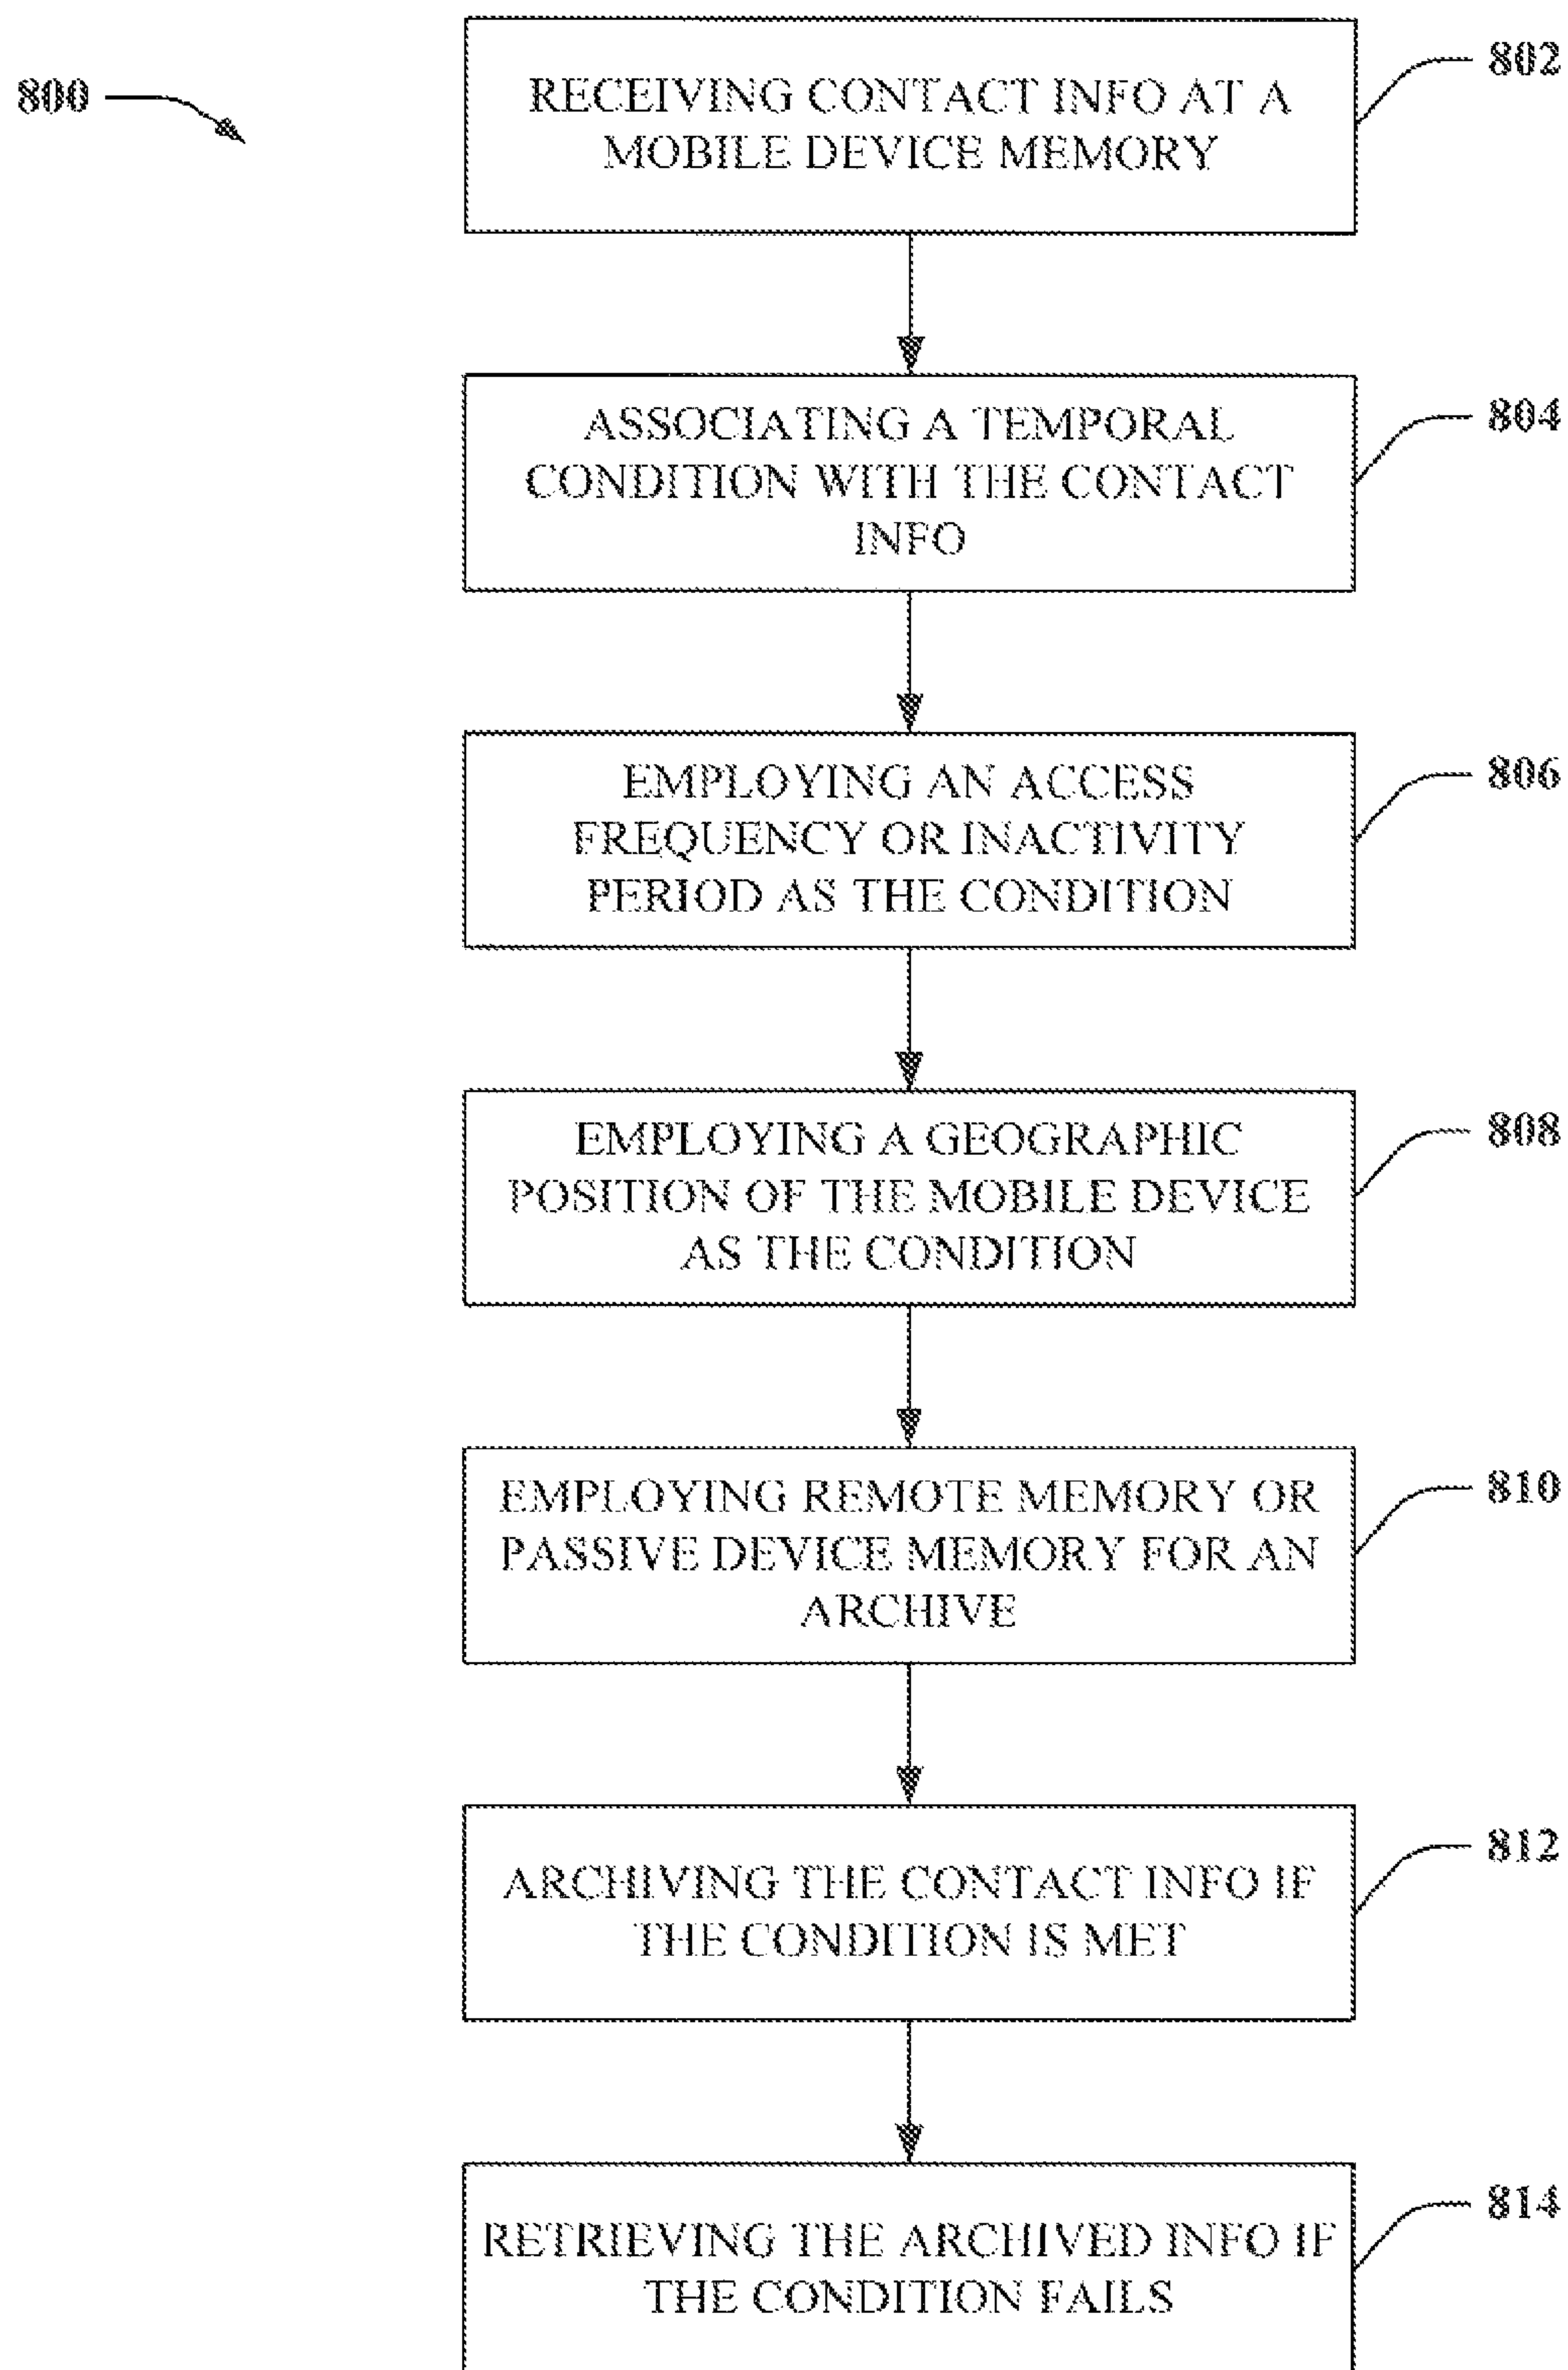 800
RECEIVING CONTACT INFO AT A
MOBILE DEVICE MEMORY
802
ASSOCIATING A TEMPORAL
CONDITION WITH THE CONTACT
INFO
804
EMPLOYING AN ACCESS
FREQUENCY OR INACTIVITY
PERIOD AS THE CONDITION
806
EMPLOYING A GEOGRAPHIC
POSITION OF THE MOBILE DEVICE
AS THE CONDITION
808
EMPLOYING REMOTE MEMORY OR
PASSIVE DEVICE MEMORY FOR AN
ARCHIVE
810
ARCHIVING THE CONTACT INFO IF
THE CONDITION IS MET
812
RETRIEVING THE ARCHIVED INFO IF
THE CONDITION FAILS
814